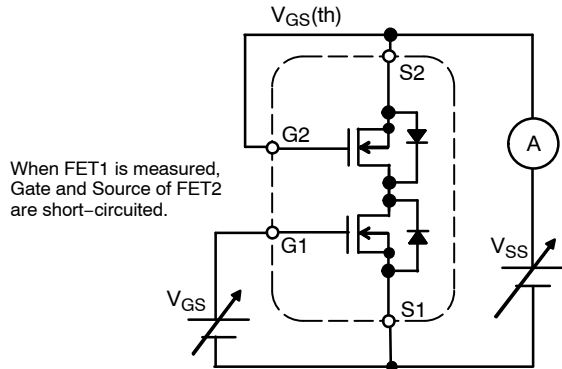 VGS(th)
S2
G2
A
When FET1 is measured,
Gate and Source of FET2
are short−circuited.
G1
VSS
VGS
S1